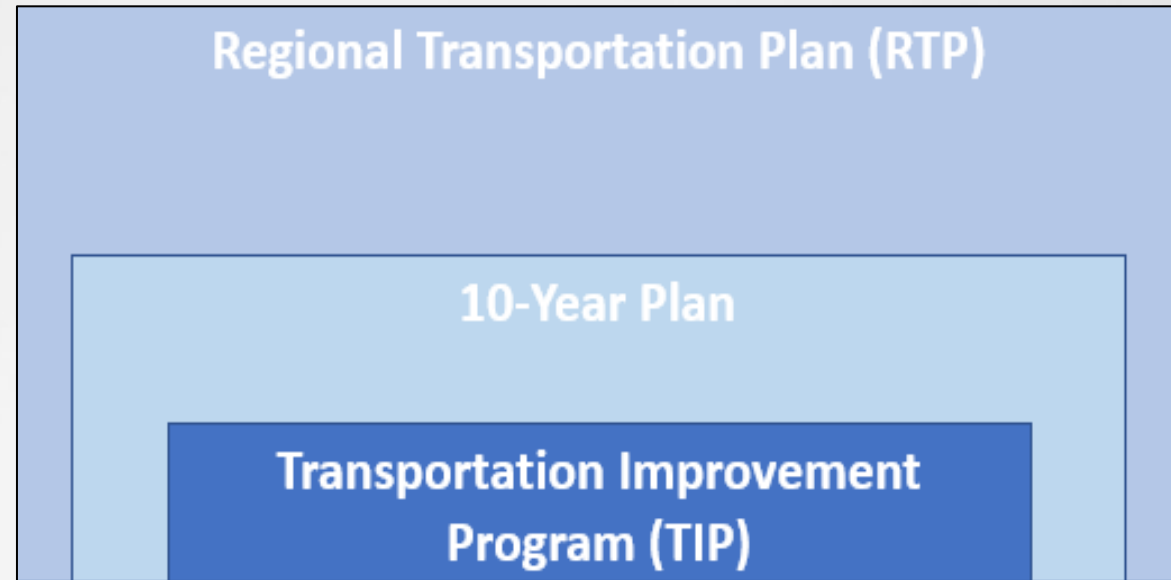 Regional Transportation Plan (RTP)
10-Year Plan
Transportation Improvement
Program (TIP)